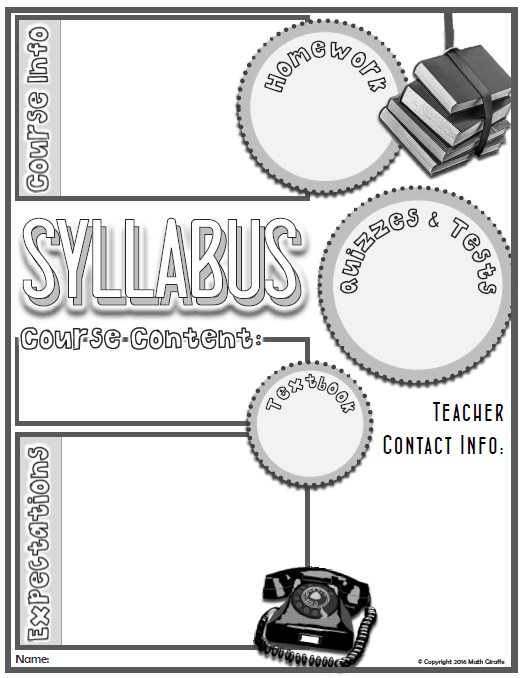 Course Info
Homework
SYLLABUS
Quizzes & Tests
Course Content:
Textbook
TEACHER
CONTACT INFO:
Expectations
Name:
© Copyright 2016 Math Giraffe